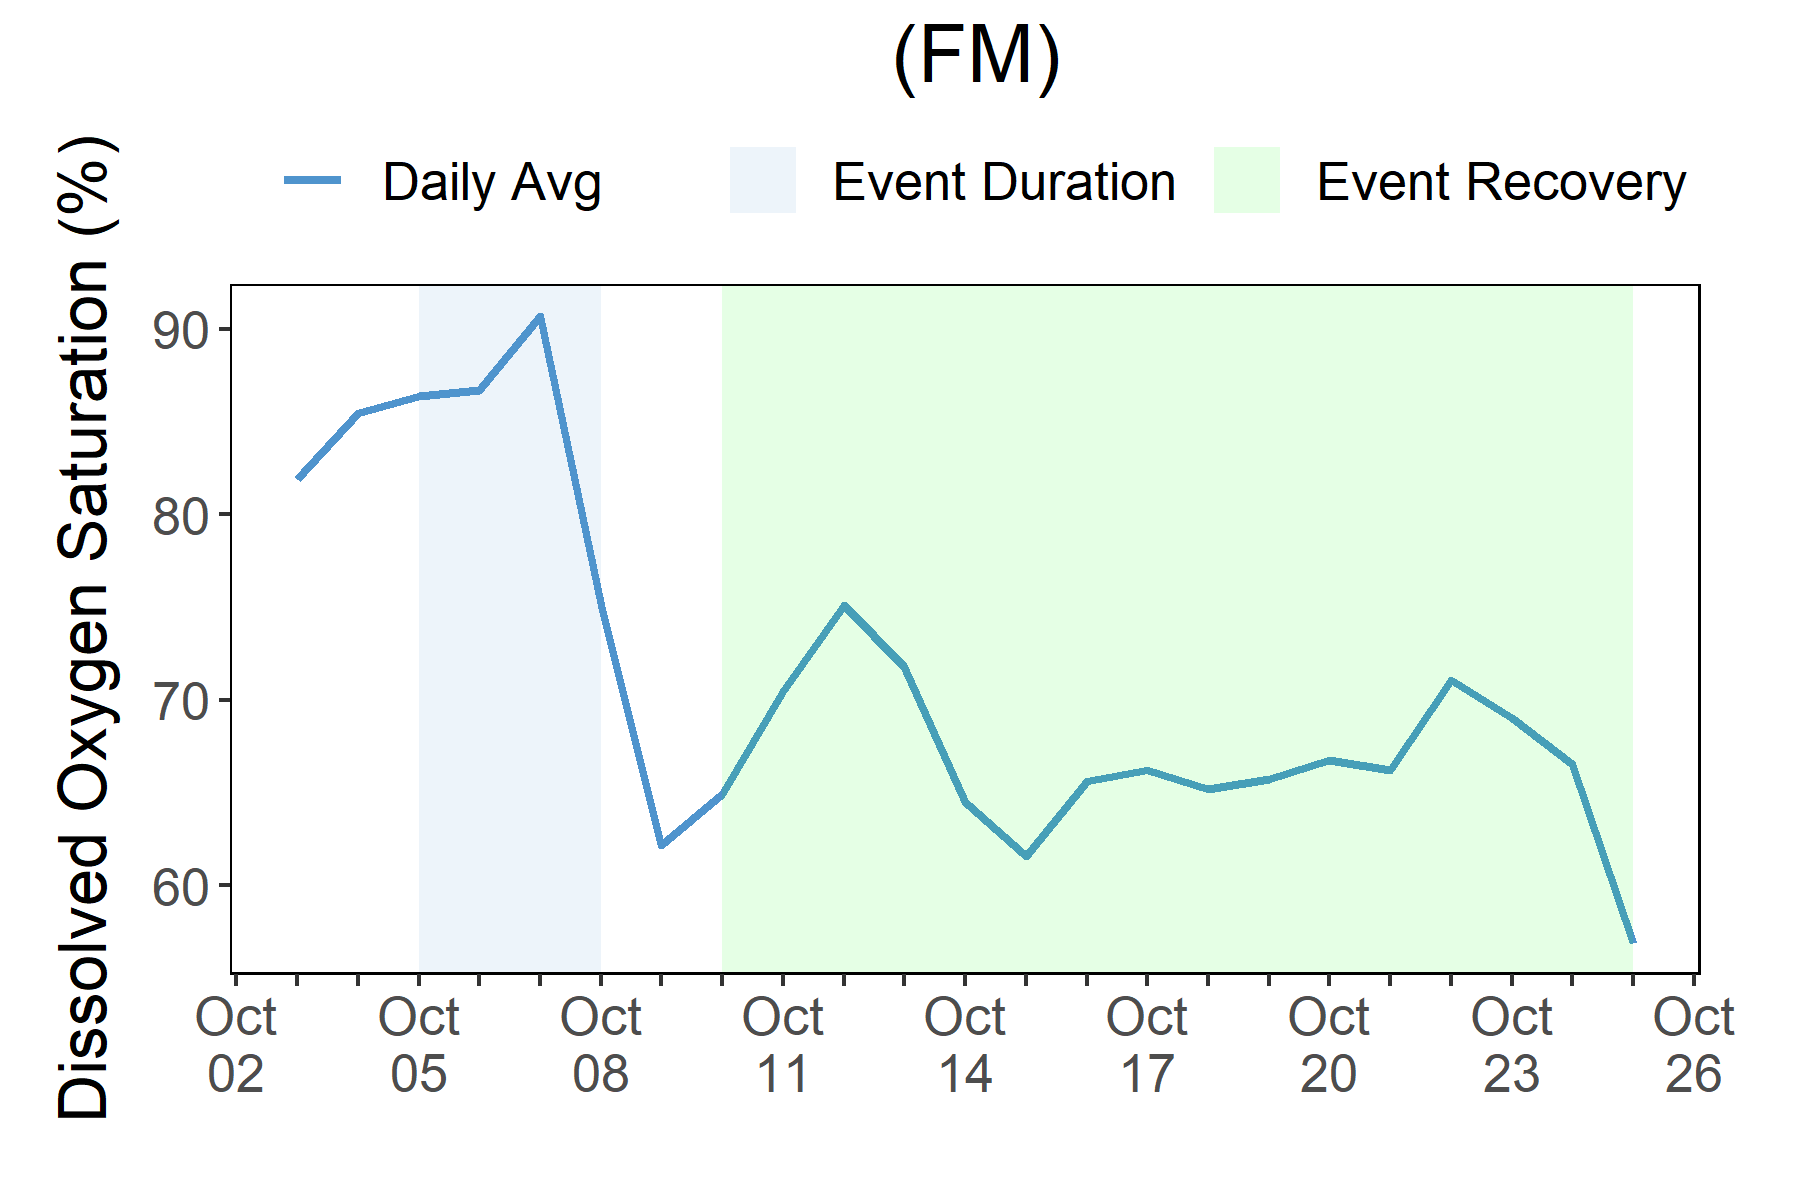 (FM)
Daily Avg
Event Duration
Event Recovery
Dissolved Oxygen Saturation (%)
90
80
70
60
Oct
02
Oct
05
Oct
08
Oct
11
Oct
14
Oct
17
Oct
20
Oct
23
Oct
26